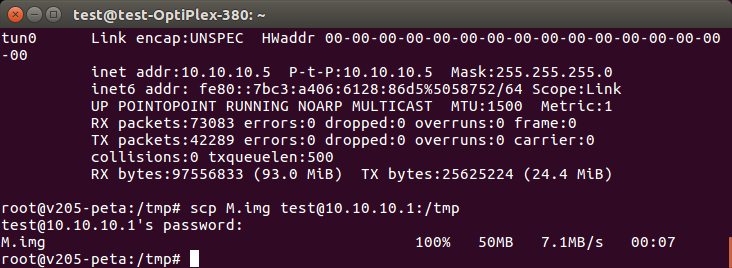 test@test-OptiPlex-380: ~
tun0      Link encap:UNSPEC  HWaddr 00-00-00-00-00-00-00-00-00-00-00-00-00-00-00
-00
          inet addr:10.10.10.5  P-t-P:10.10.10.5  Mask:255.255.255.0
          inet6 addr: fe80::7bc3:a406:6128:86d5%5058752/64 Scope:Link
          UP POINTOPOINT RUNNING NOARP MULTICAST  MTU:1500  Metric:1
          RX packets:73083 errors:0 dropped:0 overruns:0 frame:0
          TX packets:42289 errors:0 dropped:0 overruns:0 carrier:0
          collisions:0 txqueuelen:500
          RX bytes:97556833 (93.0 MiB)  TX bytes:25625224 (24.4 MiB)
root@v205-peta:/tmp# scp M.img test@10.10.10.1:/tmp
test@10.10.10.1's password:
M.img                                         100%   50MB   7.1MB/s   00:07
root@v205-peta:/tmp#